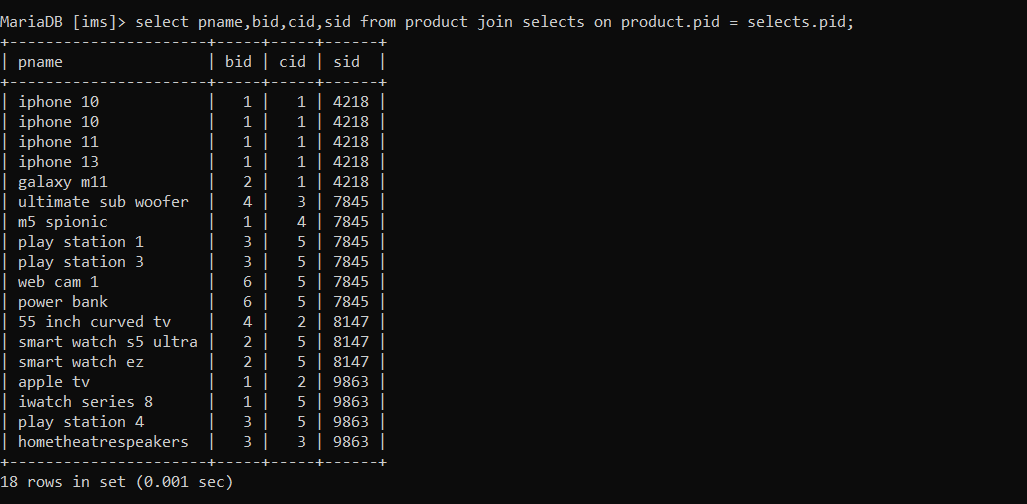 MariaDB [ims]> select pname,bid,cid,sid from product join selects on product.pid = selects.pid;
+----------------------+-----+-----+------+
| pname                | bid | cid | sid  |
+----------------------+-----+-----+------+
| iphone 10            |   1 |   1 | 4218 |
| iphone 10            |   1 |   1 | 4218 |
| iphone 11            |   1 |   1 | 4218 |
| iphone 13            |   1 |   1 | 4218 |
| galaxy m11           |   2 |   1 | 4218 |
| ultimate sub woofer  |   4 |   3 | 7845 |
| m5 spionic           |   1 |   4 | 7845 |
| play station 1       |   3 |   5 | 7845 |
| play station 3       |   3 |   5 | 7845 |
| web cam 1            |   6 |   5 | 7845 |
| power bank           |   6 |   5 | 7845 |
| 55 inch curved tv    |   4 |   2 | 8147 |
| smart watch s5 ultra |   2 |   5 | 8147 |
| smart watch ez       |   2 |   5 | 8147 |
| apple tv             |   1 |   2 | 9863 |
| iwatch series 8      |   1 |   5 | 9863 |
| play station 4       |   3 |   5 | 9863 |
| hometheatrespeakers  |   3 |   3 | 9863 |
+----------------------+-----+-----+------+
18 rows in set (0.001 sec)